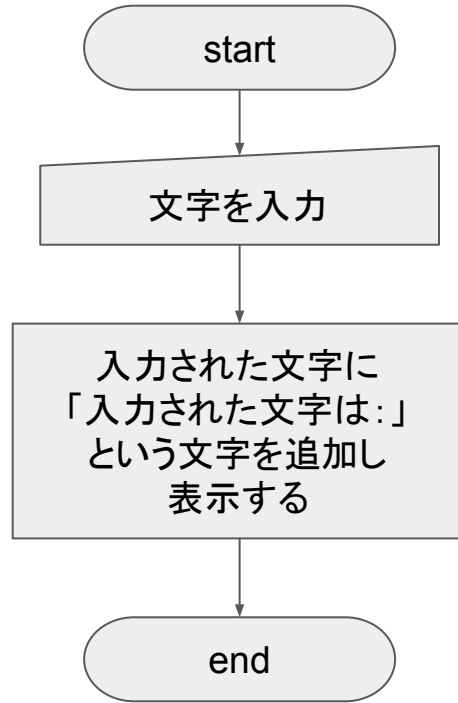 start
文字を入力
入力された文字に
「入力された文字は：」
という文字を追加し
表示する
end